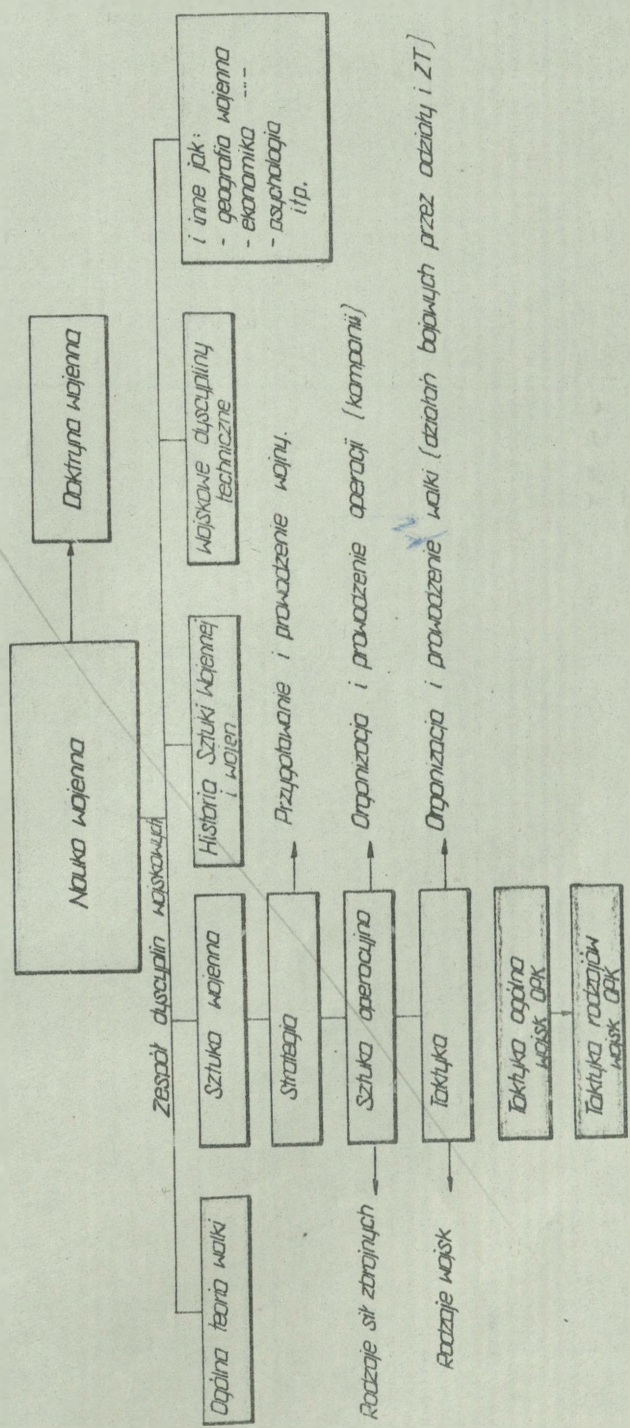 Nauka wojenna
Doktryna wojenna
zespół dyscyplin wojskowych
Ogólna teoria walki
Sztuka wojenna
Historia Sztuki Wojennej
i wojen
wojskowe dyscypliny
techniczne
i inne jak:
- geografia wojenna
- ekonomika -"-
- psychologia
itp.
Strategia
Przygotowanie i prowadzenie wojny.
Rodzaje sił zbrojnych
Sztuka operacyjna
Organizacja i prowadzenie operacji (kampanii)
Rodzaje wojsk
Taktyka
Organizacja i prowadzenie walki (działań bojowych przez odziały i ZT)
Taktyka ogólna
wojsk OPK
Taktyka rodzajów
wojsk OPK